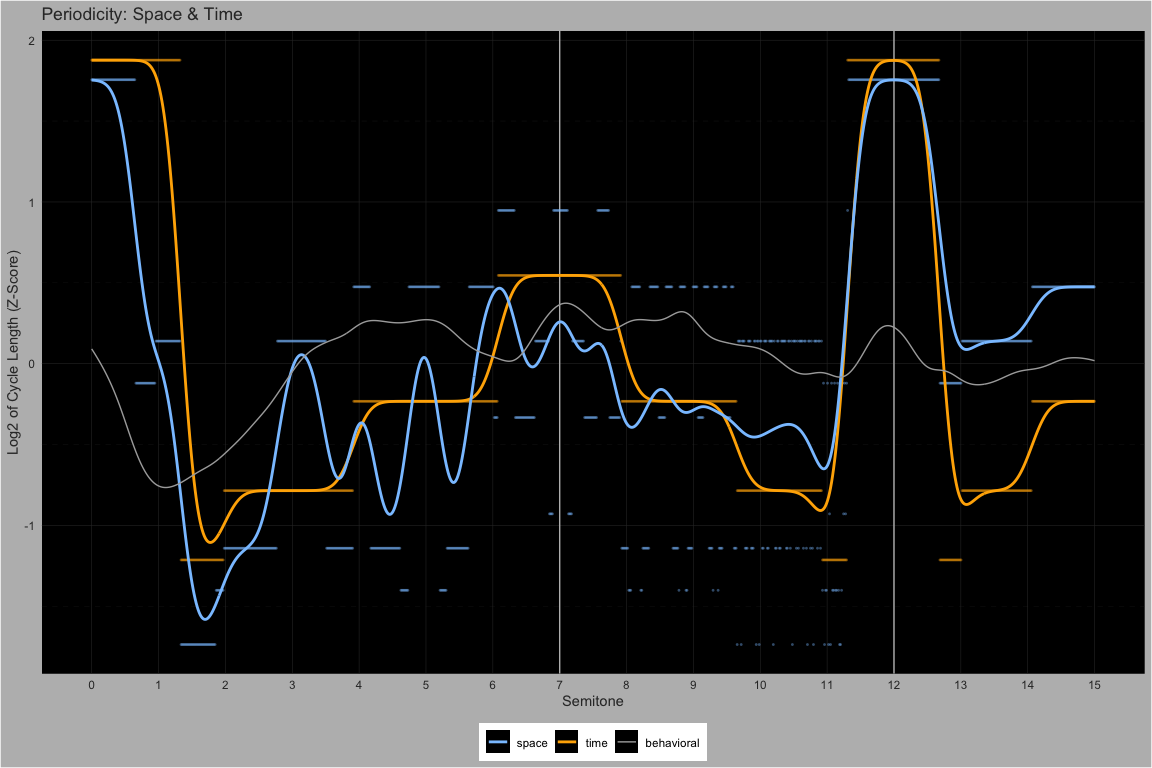 Periodicity: Space & Time
Log2 of Cycle Length (Z-Score)
2
1
0
-1
0 1 2 3 4 5 6 7 8 9 10 11 12 13 14 15
Semitone
space time behavioral